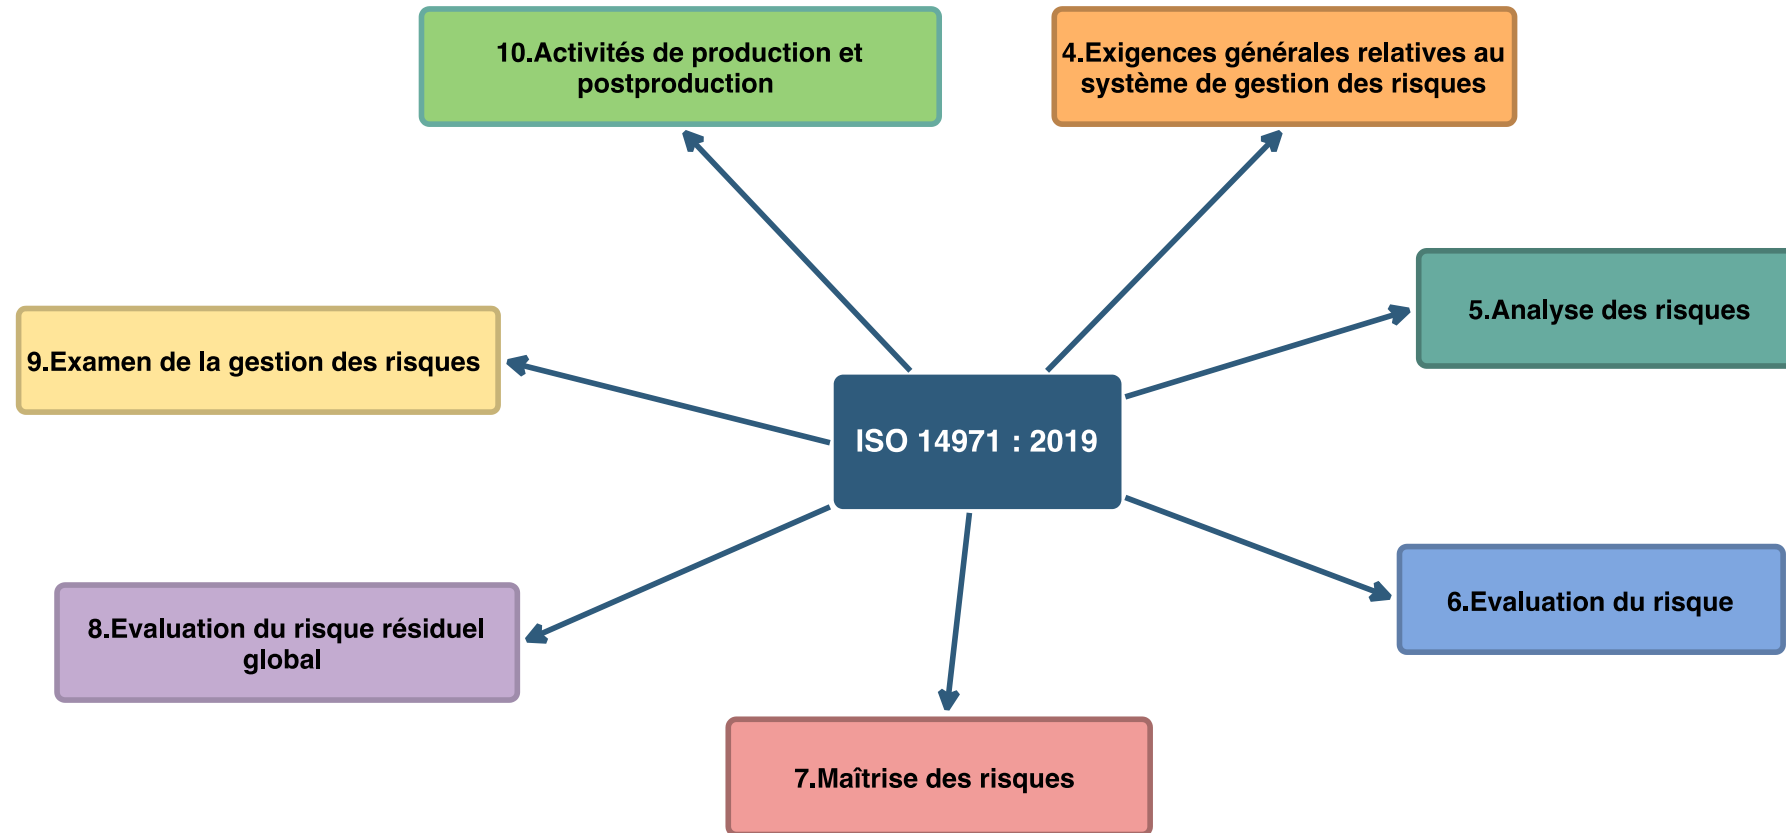 10.Activités de production et
postproduction
4.Exigences générales relatives au
système de gestion des risques
5.Analyse des risques
9.Examen de la gestion des risques
ISO 14971 : 2019
6.Evaluation du risque
8.Evaluation du risque résiduel
global
7.Maîtrise des risques